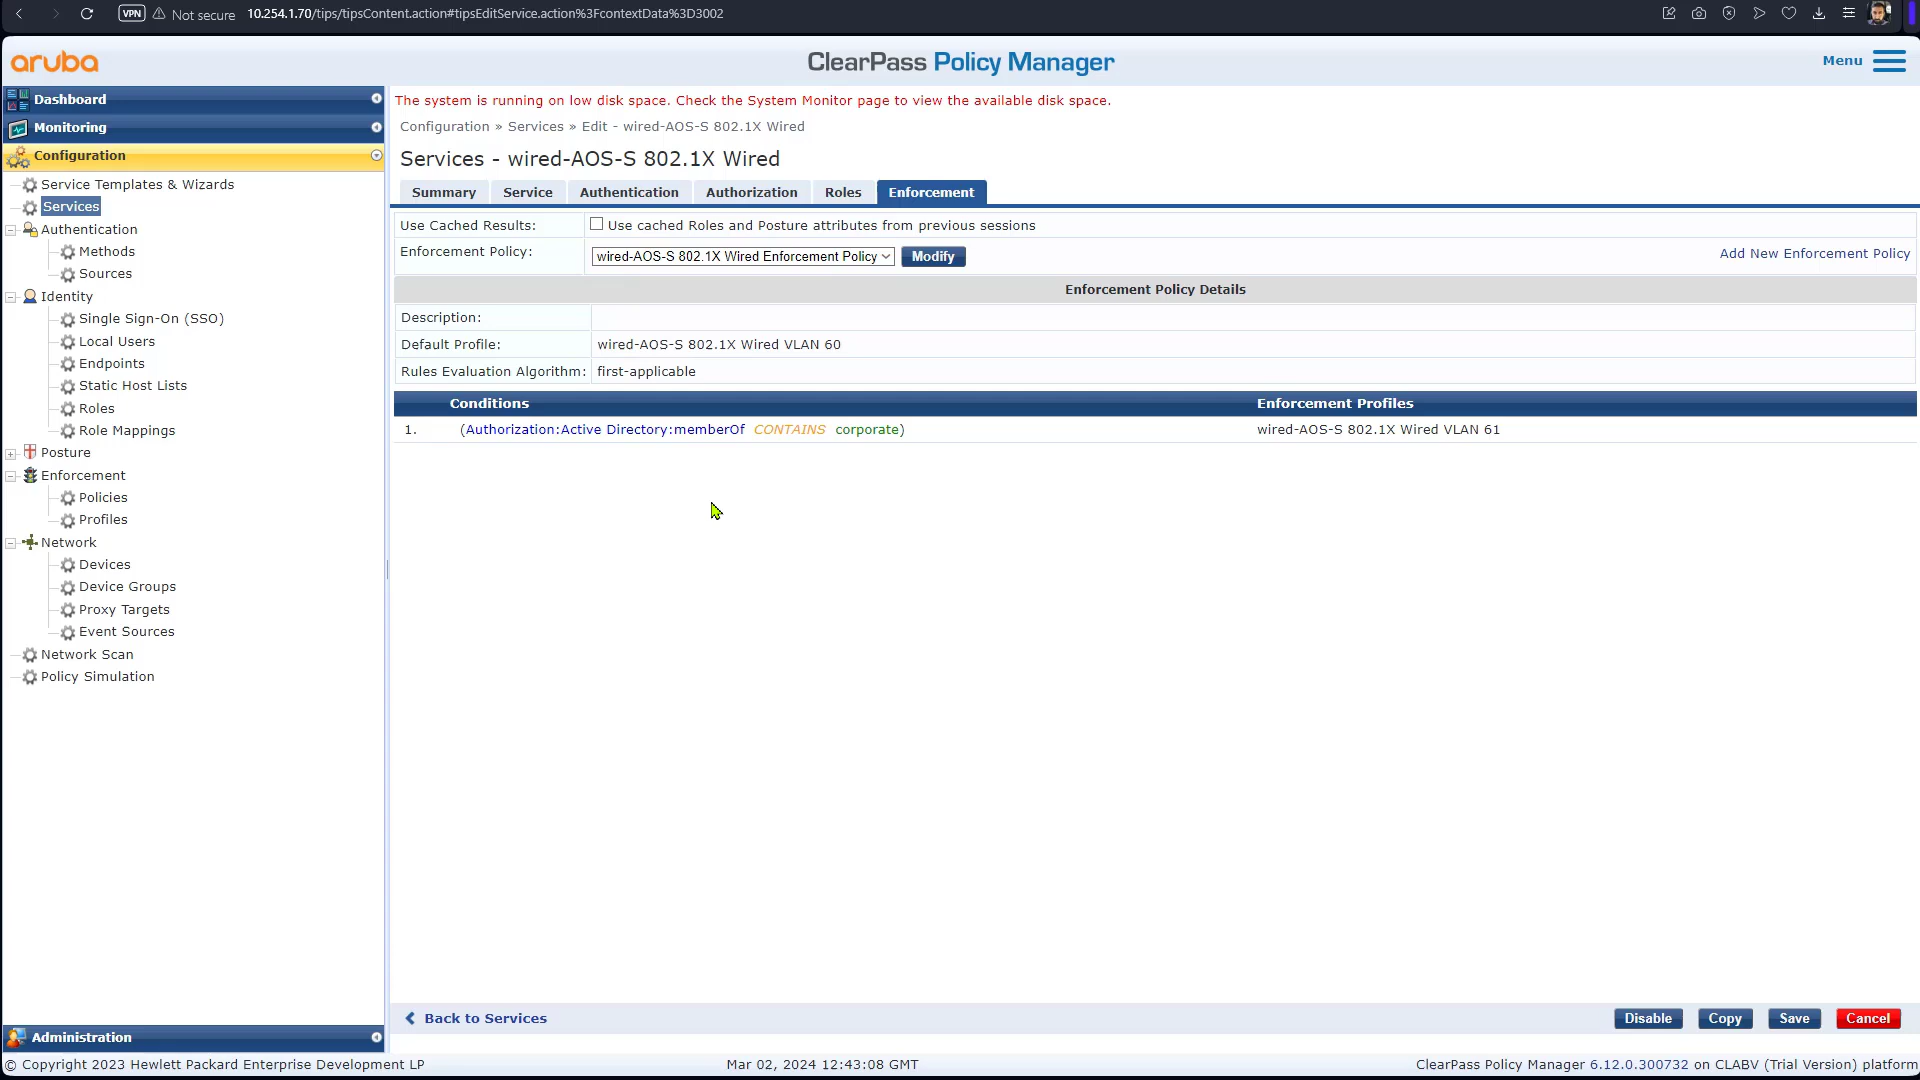 VPN Not secure 10.254.1.70/tips/tipsContent.action#tipsEditService.action%3FcontextData%3D3002
aruba
ClearPass Policy Manager
Menu
Dashboard
Monitoring
Configuration
Service Templates & Wizards
Services
Authentication
Methods
Sources
Identity
Single Sign-On (SSO)
Local Users
Endpoints
Static Host Lists
Roles
Role Mappings
Posture
Enforcement
Policies
Profiles
Network
Devices
Device Groups
Proxy Targets
Event Sources
Network Scan
Policy Simulation
Administration
The system is running on low disk space. Check the System Monitor page to view the available disk space.
Configuration » Services » Edit - wired-AOS-S 802.1X Wired
Services - wired-AOS-S 802.1X Wired
Summary Service Authentication Authorization Roles Enforcement
Use Cached Results: Use cached Roles and Posture attributes from previous sessions
Enforcement Policy: wired-AOS-S 802.1X Wired Enforcement Policy Modify Add New Enforcement Policy
Enforcement Policy Details
Description:
Default Profile: wired-AOS-S 802.1X Wired VLAN 60
Rules Evaluation Algorithm: first-applicable
Conditions Enforcement Profiles
1. (Authorization:Active Directory:memberOf CONTAINS corporate) wired-AOS-S 802.1X Wired VLAN 61
Back to Services Disable Copy Save Cancel
© Copyright 2023 Hewlett Packard Enterprise Development LP Mar 02, 2024 12:43:08 GMT ClearPass Policy Manager 6.12.0.300732 on CLABV (Trial Version) platform